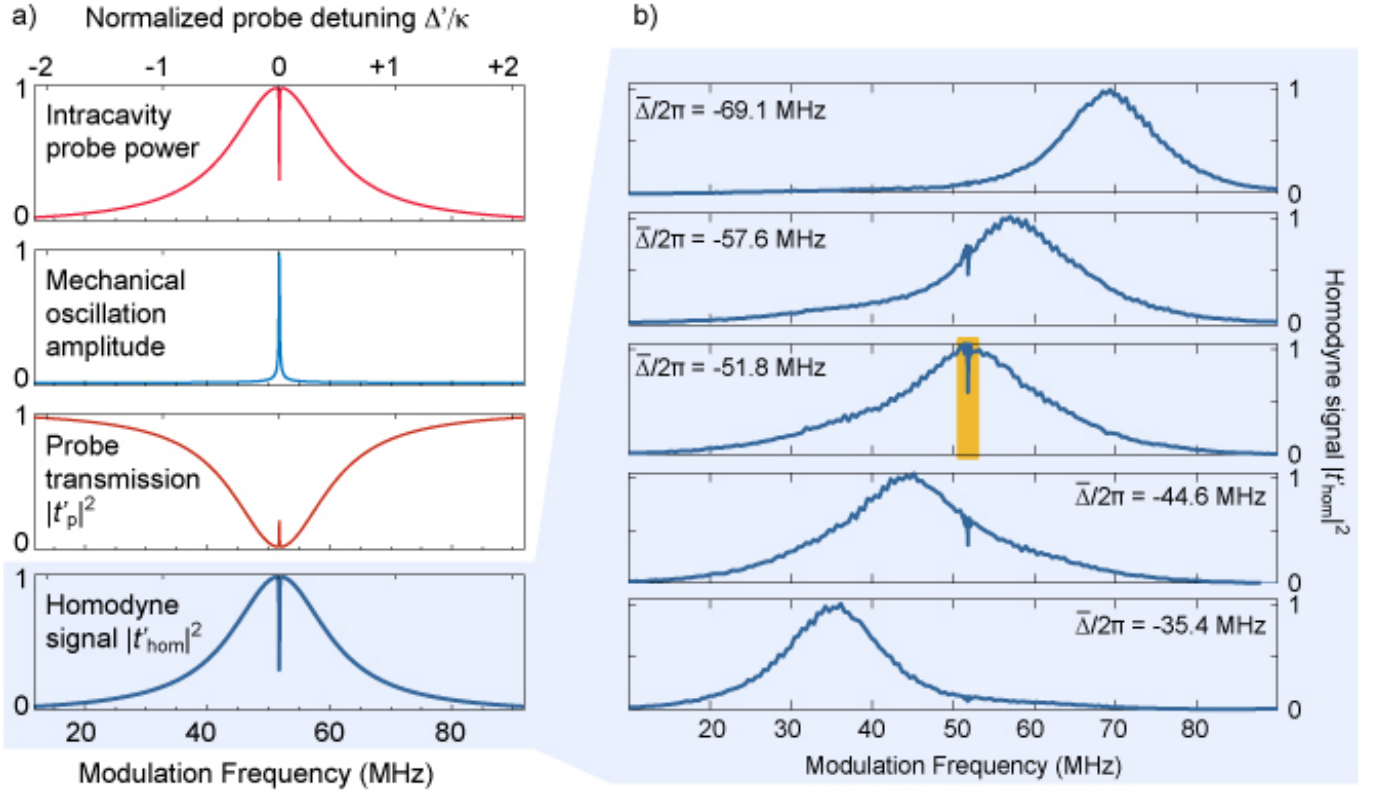 a)
Normalized probe detuning Δ'/κ
-2 -1 0 +1 +2
1
Intracavity
probe power
0
1
Mechanical
oscillation
amplitude
0
1
Probe
transmission
|t'p|²
0
1
Homodyne
signal |t'hom|²
0
20 40 60 80
Modulation Frequency (MHz)
b)
Δ̅/2π = -69.1 MHz
1
0
Δ̅/2π = -57.6 MHz
1
0
Δ̅/2π = -51.8 MHz
1
0
Δ̅/2π = -44.6 MHz
1
0
Δ̅/2π = -35.4 MHz
1
0
20 30 40 50 60 70 80
Modulation Frequency (MHz)
Homodyne signal |t'hom|²